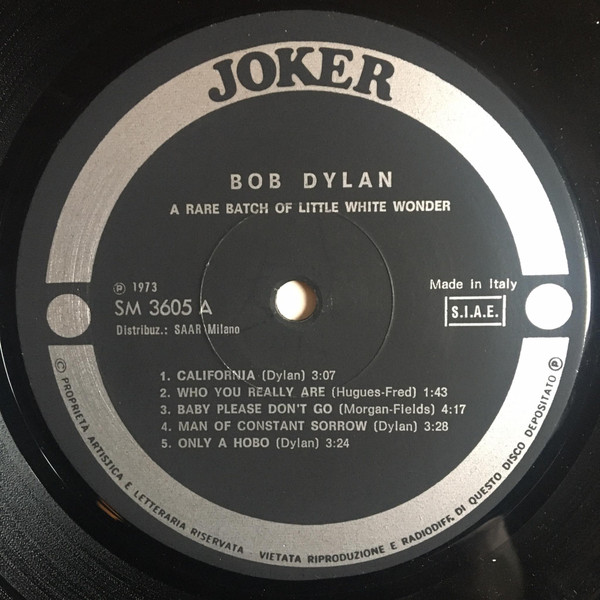 JOKER
BOB DYLAN
A RARE BATCH OF LITTLE WHITE WONDER
Ⓟ 1973
SM 3605 A
Distribuz.: SAAR Milano
Made in Italy
S.I.A.E.
1. CALIFORNIA (Dylan) 3:07
2. WHO YOU REALLY ARE (Hugues-Fred) 1:43
3. BABY PLEASE DON'T GO (Morgan-Fields) 4:17
4. MAN OF CONSTANT SORROW (Dylan) 3:28
5. ONLY A HOBO (Dylan) 3:24
© PROPRIETA ARTISTICA E LETTERARIA RISERVATA VIETATA RIPRODUZIONE E RADIODIFF. DI QUESTO DISCO DEPOSITATO Ⓟ